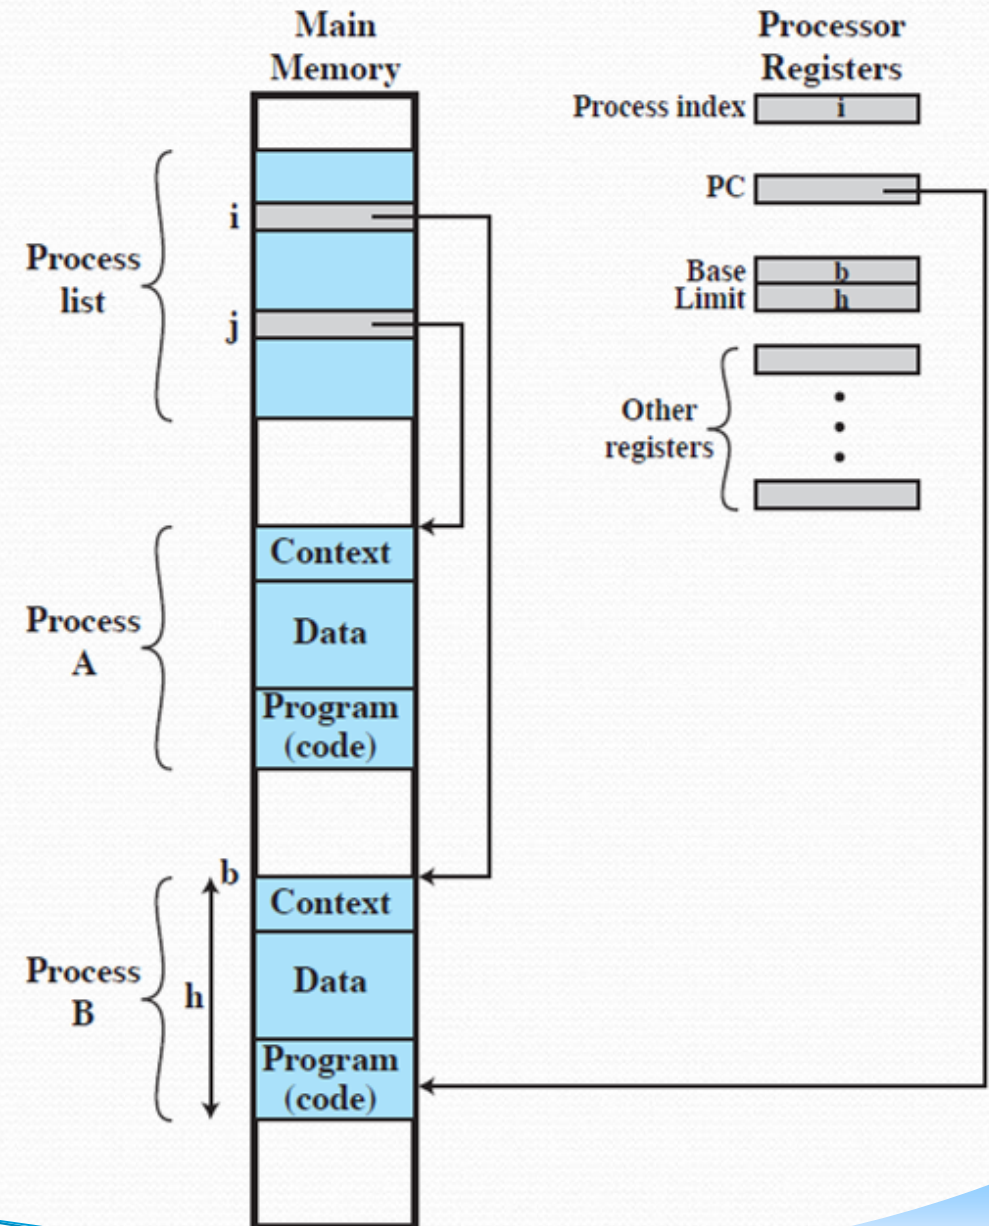 Main
Memory
Processor
Registers
Process index
i
PC
Base
b
Limit
h
Other
registers
Process
list
i
j
Process
A
Context
Data
Program
(code)
b
Process
B
h
Context
Data
Program
(code)